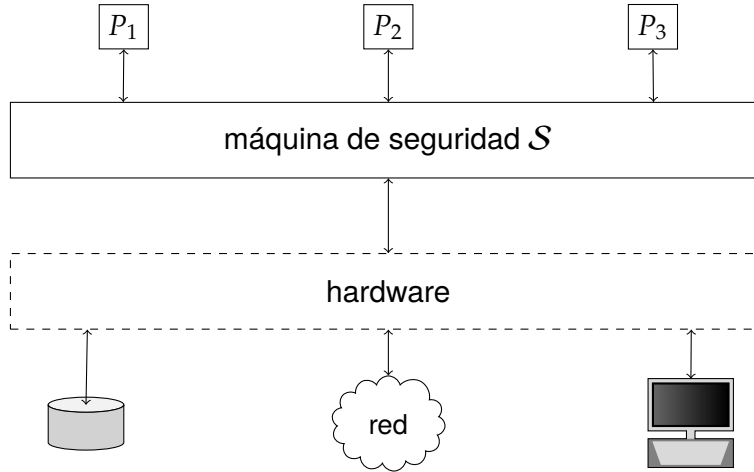 P₁ P₂ P₃
máquina de seguridad 𝒮
hardware
red